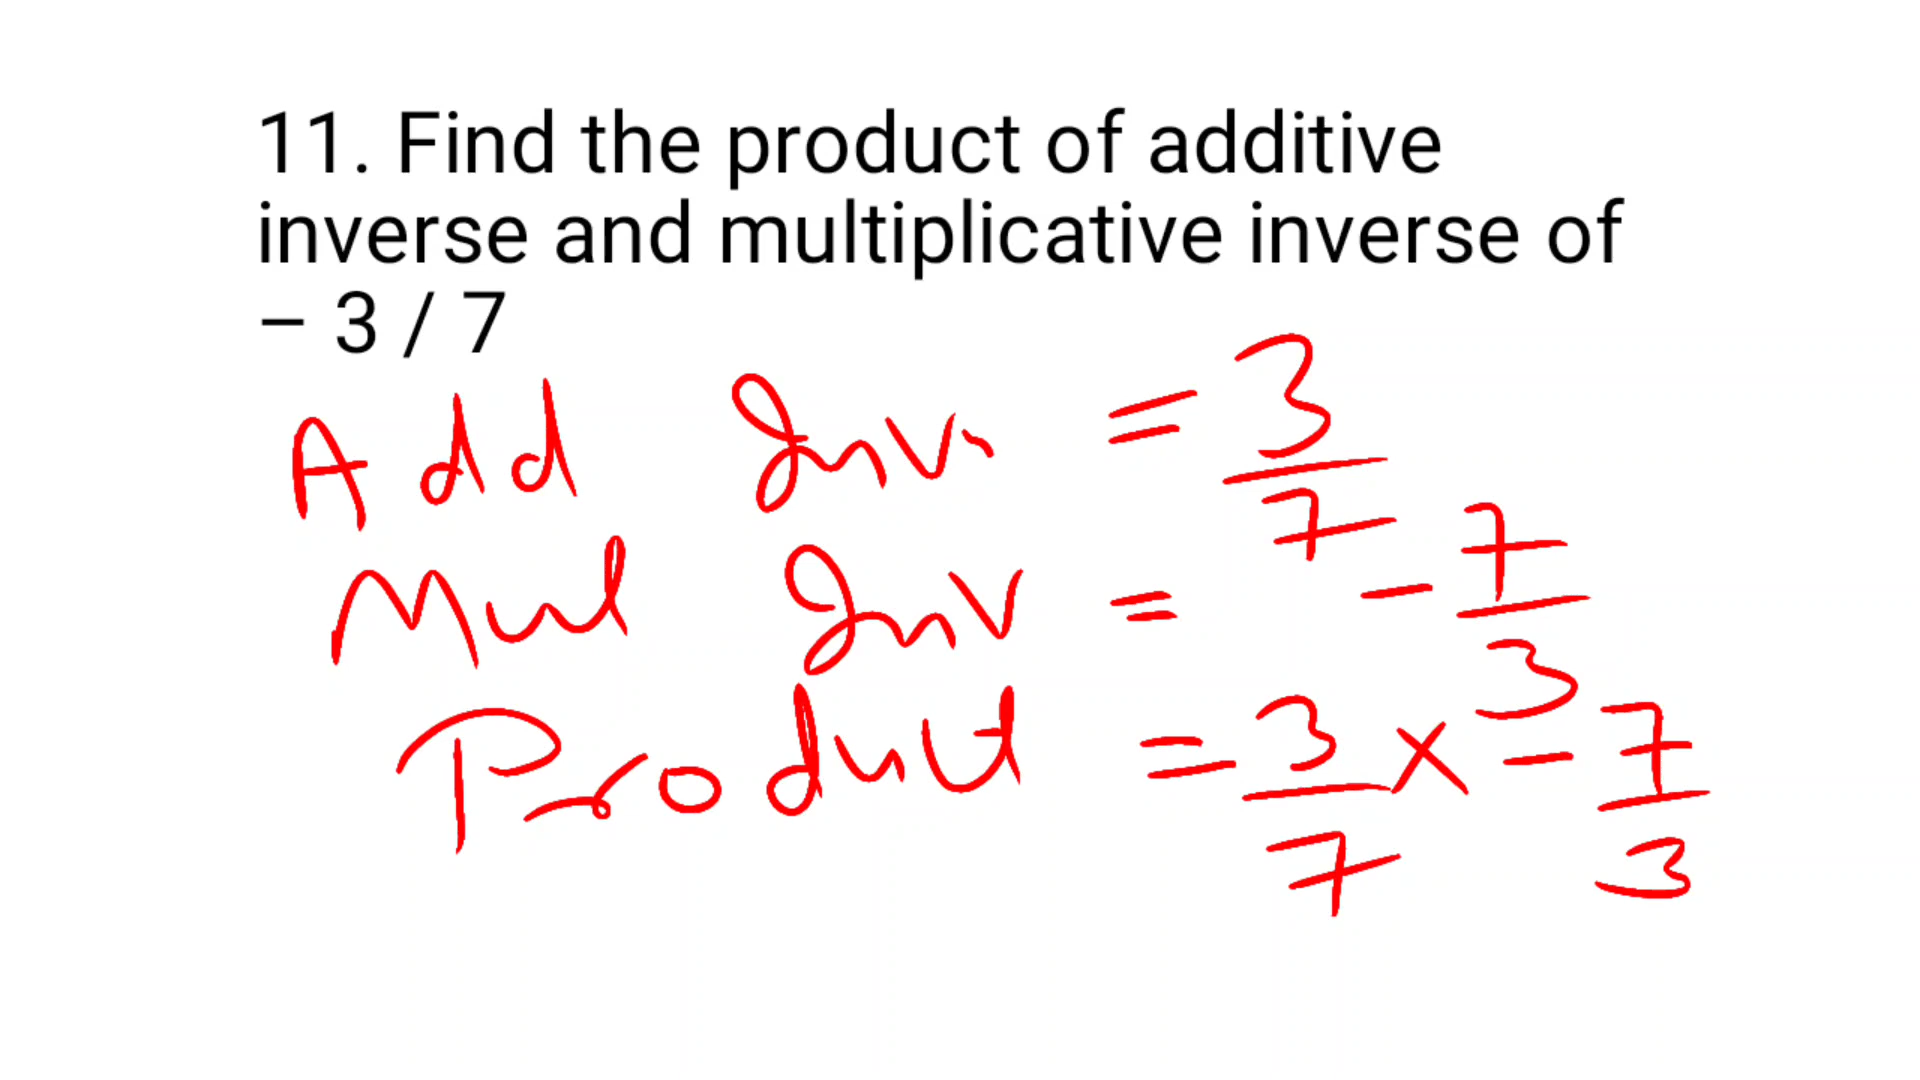 11. Find the product of additive
inverse and multiplicative inverse of
– 3 / 7
Add Inv. = 3/7
Mul Inv = - 7/3
Product = 3/7 x - 7/3